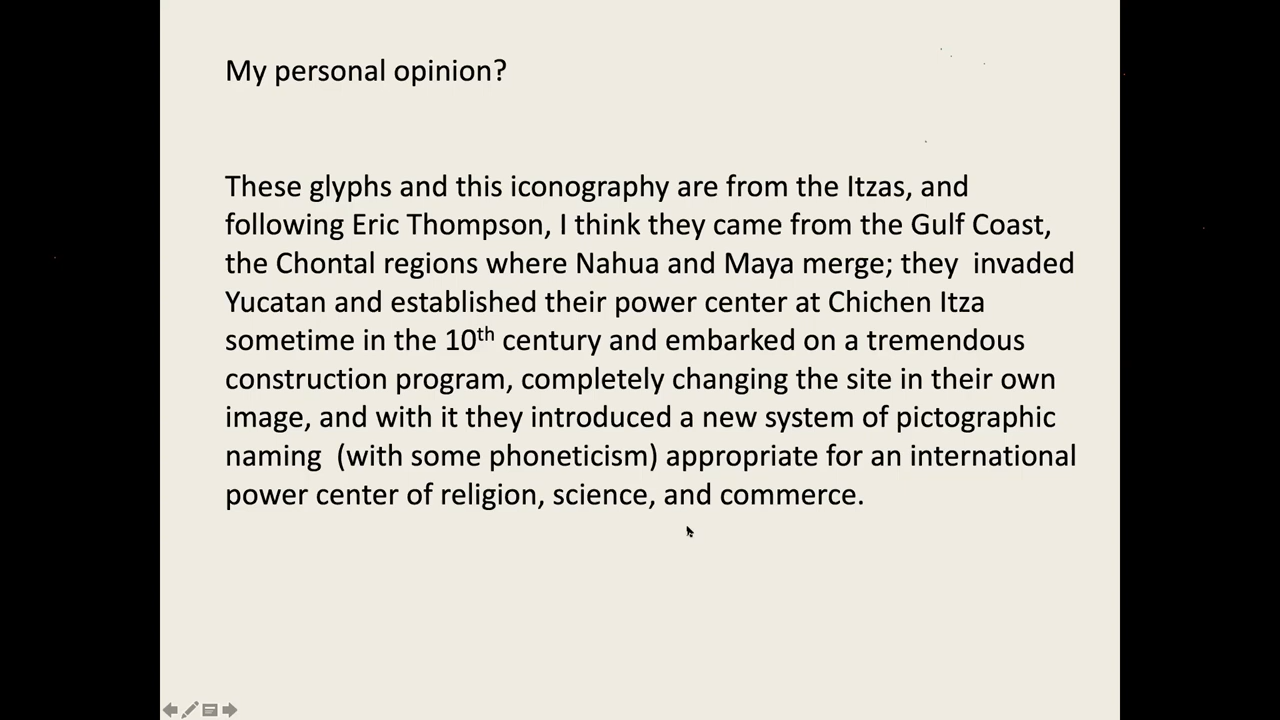 My personal opinion?
These glyphs and this iconography are from the Itzas, and
following Eric Thompson, I think they came from the Gulf Coast,
the Chontal regions where Nahua and Maya merge; they  invaded
Yucatan and established their power center at Chichen Itza
sometime in the 10th century and embarked on a tremendous
construction program, completely changing the site in their own
image, and with it they introduced a new system of pictographic
naming  (with some phoneticism) appropriate for an international
power center of religion, science, and commerce.